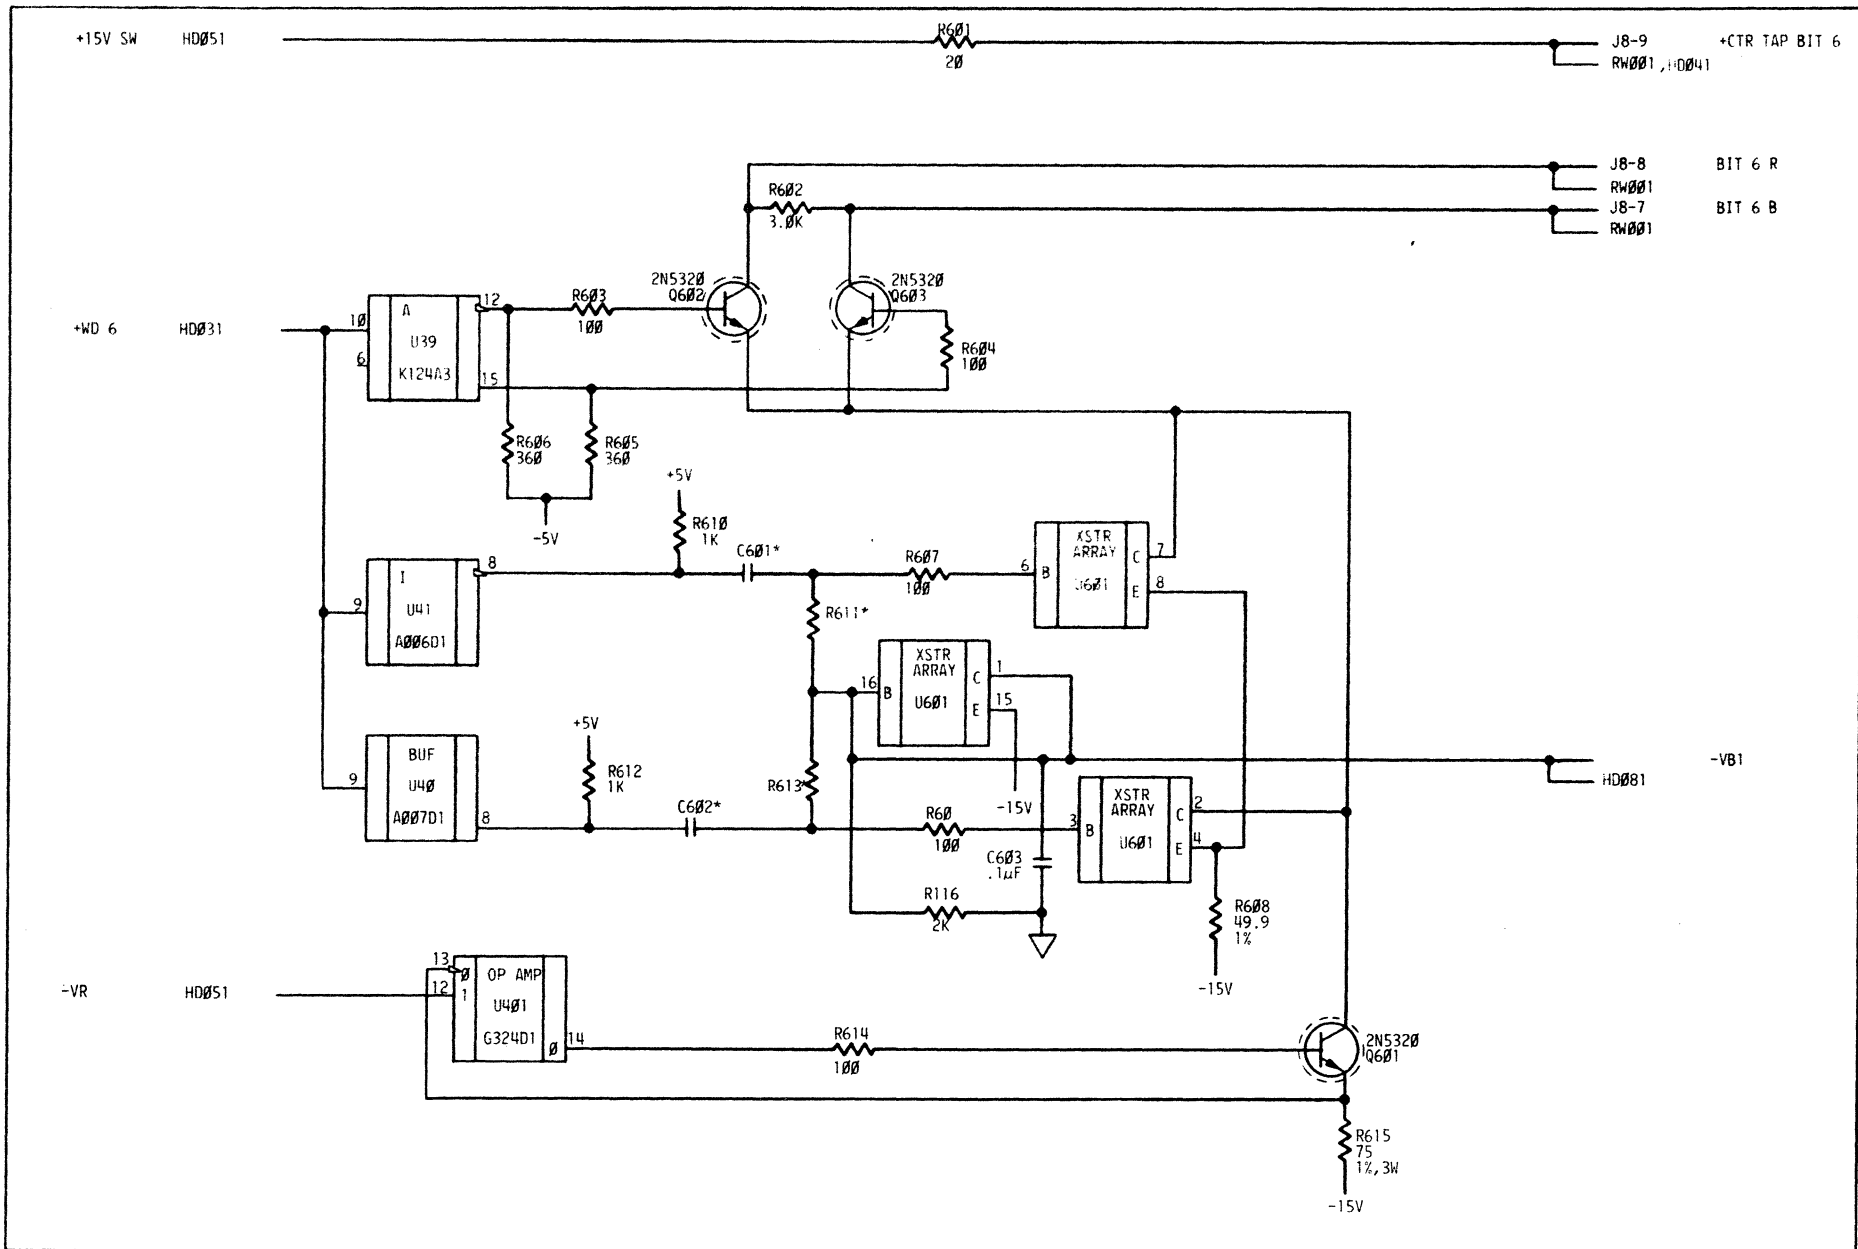 +15V SW HDØ51
R6Ø1
2Ø
J8-9 +CTR TAP BIT 6
RWØØ1,HDØ41
J8-8 BIT 6 R
RWØØ1
J8-7 BIT 6 B
RWØØ1
R6Ø2
3.ØK
2N532Ø
Q6Ø2
2N532Ø
Q6Ø3
+WD 6 HDØ31
1Ø
6
A
U39
K124A3
12
15
R6Ø3
1ØØ
R6Ø4
1ØØ
R6Ø6
36Ø
R6Ø5
36Ø
-5V
+5V
R61Ø
1K
C6Ø1*
9
I
U41
AØØ6D1
8
R611*
R6Ø7
1ØØ
6
B
XSTR
ARRAY
U6Ø1
C
E
7
8
16
B
XSTR
ARRAY
U6Ø1
C
E
1
15
-15V
9
BUF
U4Ø
AØØ7D1
8
+5V
R612
1K
C6Ø2*
R613*
R6Ø
1ØØ
3
B
XSTR
ARRAY
U6Ø1
C
E
2
4
-VB1
HDØ81
C6Ø3
.1µF
R116
2K
R6Ø8
49.9
1%
-15V
-VR HDØ51
13
12
Ø
1
OP AMP
U4Ø1
G324D1
Ø
14
R614
1ØØ
2N532Ø
Q6Ø1
R615
75
1%,3W
-15V